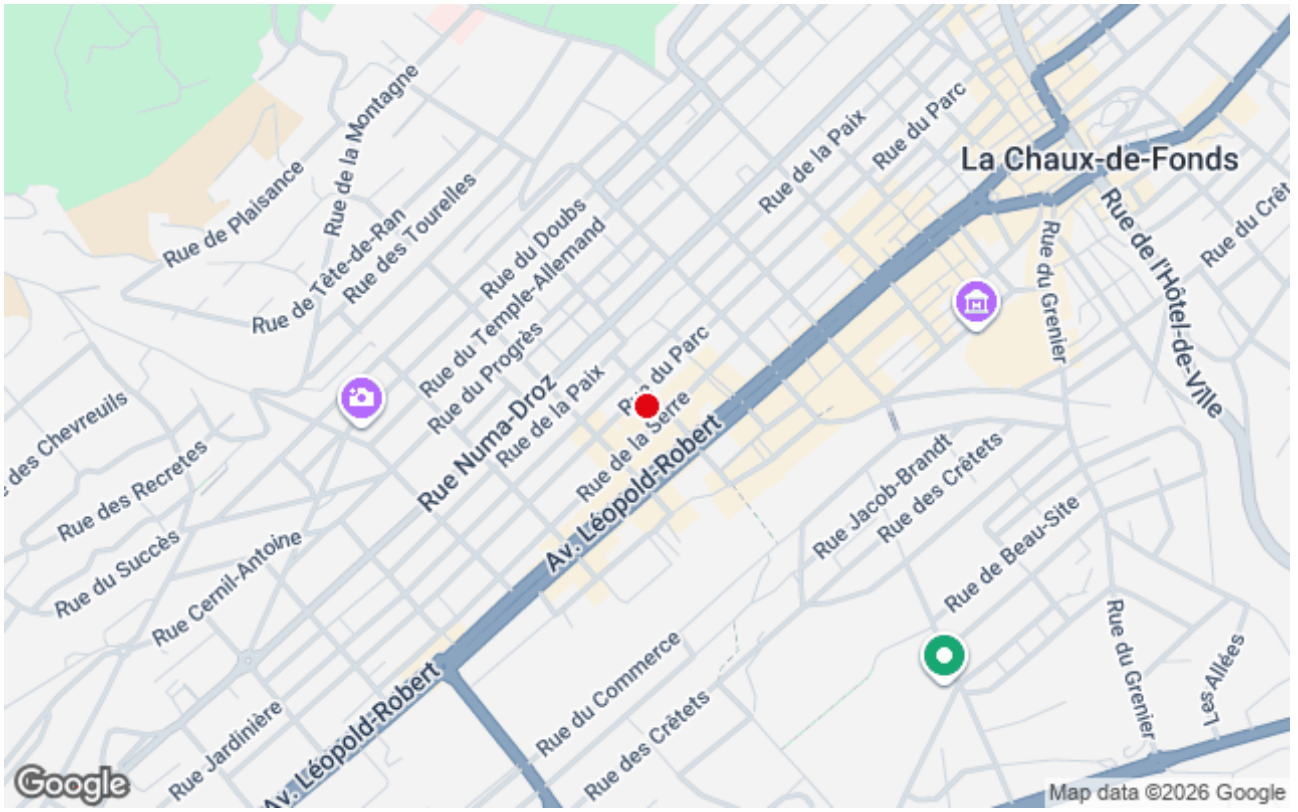 Rue de la Montagne
Rue du Parc
Rue de la Paix
La Chaux-de-Fonds
Rue de Plaisance
Rue des Tourelles
Rue de Tête-de-Ran
Rue du Doubs
Rue du Temple-Allemand
Rue de l'Hôtel-de-Ville
Rue du Crêt
Rue du Grenier
Rue du Progrès
Rue du Parc
Rue de la Paix
Rue Numa-Droz
Rue de la Serre
Av. Léopold-Robert
des Chevreuils
Rue des Recretes
Rue du Succès
Rue Cernil-Antoine
Rue Jacob-Brandt
Rue des Crêtets
Rue de Beau-Site
Rue du Grenier
Les Allées
Rue du Commerce
Rue des Crêtets
Av. Léopold-Robert
Rue Jardinière
Google
Map data ©2026 Google